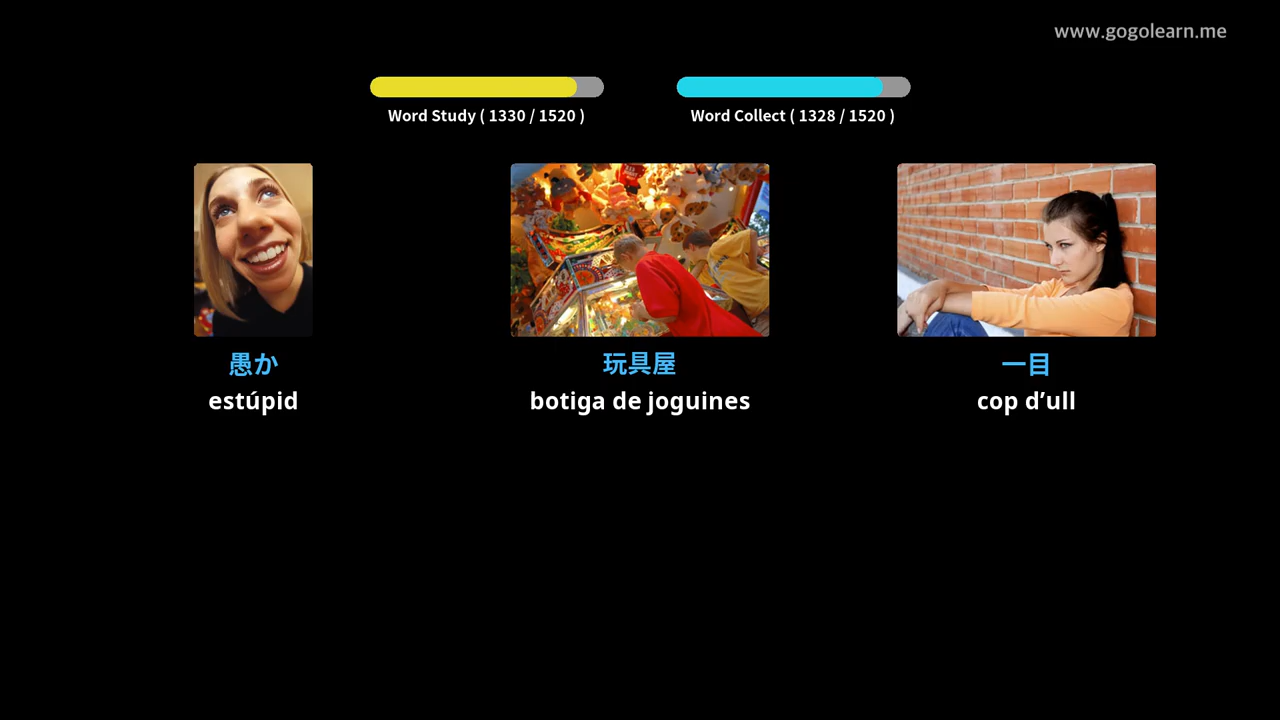 www.gogolearn.me
Word Study ( 1330 / 1520 )
Word Collect ( 1328 / 1520 )
愚か
estúpid
玩具屋
botiga de joguines
一目
cop d’ull